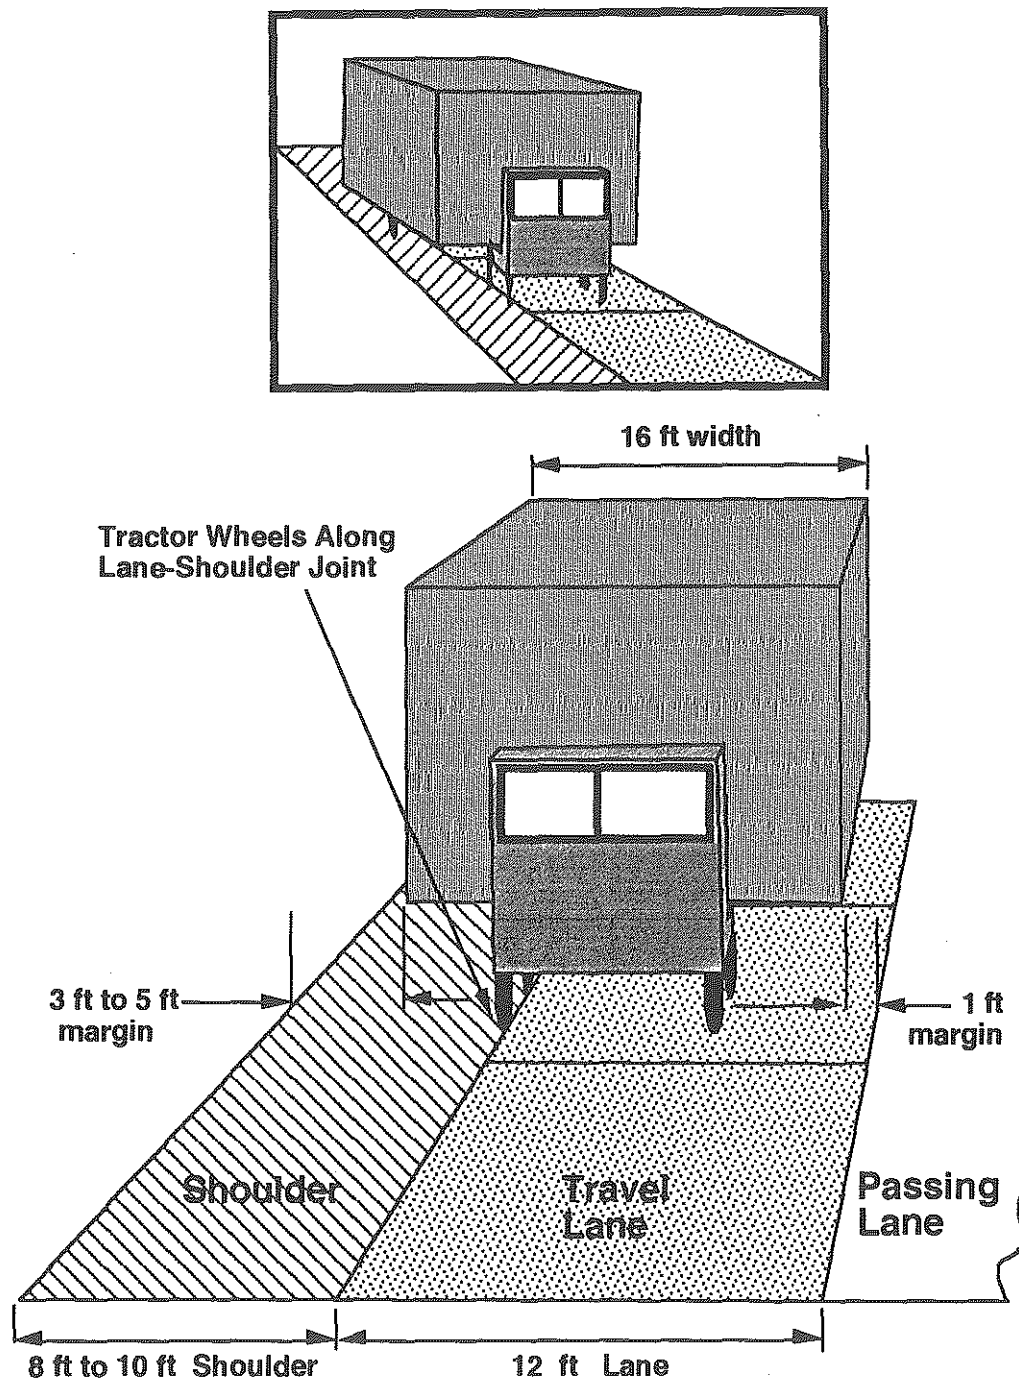 16 ft width
Tractor Wheels Along
Lane-Shoulder Joint
3 ft to 5 ft
margin
1 ft
margin
Shoulder
Travel
Lane
Passing
Lane
8 ft to 10 ft Shoulder
12 ft Lane